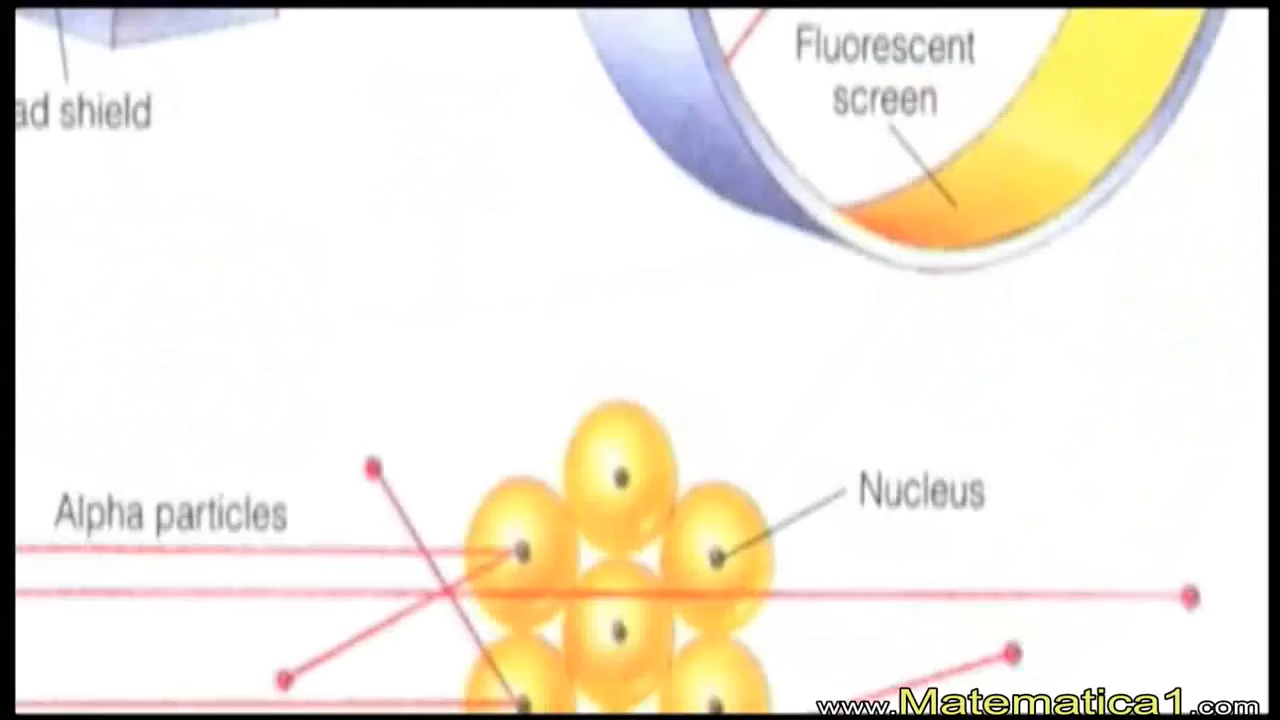 Fluorescent
screen
ad shield
Alpha particles
Nucleus
www.Matematica1.com